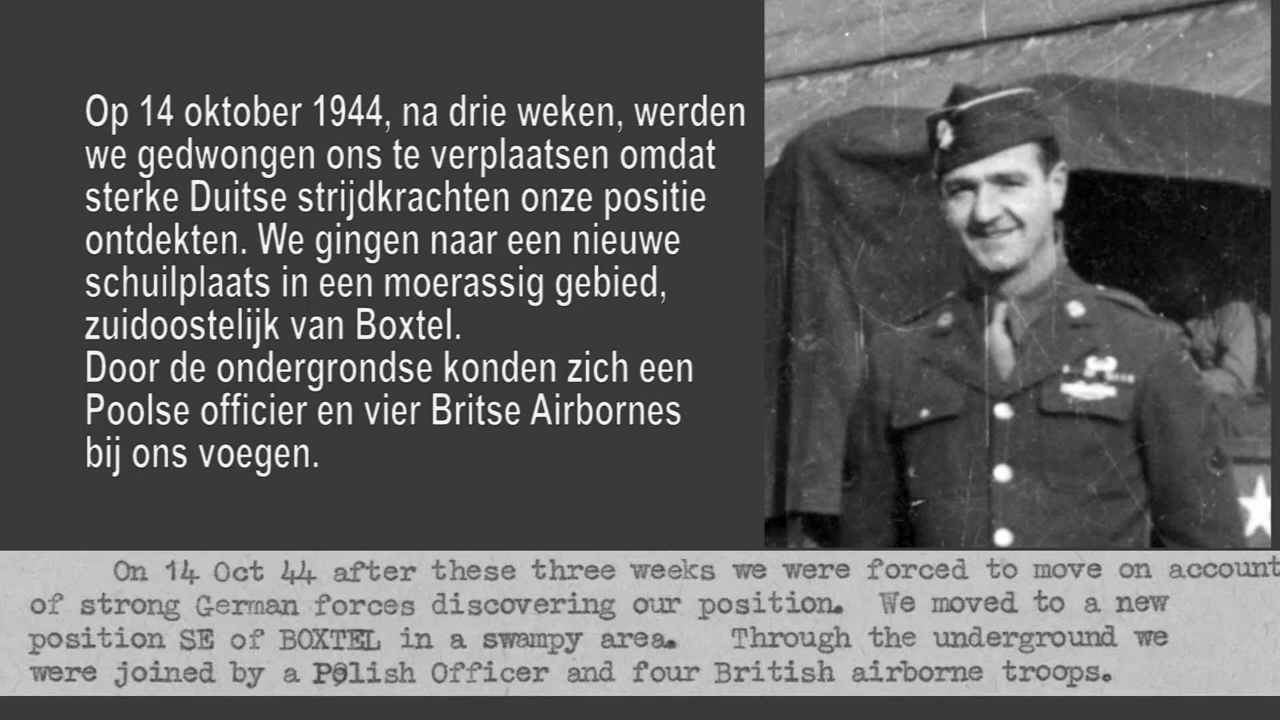 Op 14 oktober 1944, na drie weken, werden
we gedwongen ons te verplaatsen omdat
sterke Duitse strijdkrachten onze positie
ontdekten. We gingen naar een nieuwe
schuilplaats in een moerassig gebied,
zuidoostelijk van Boxtel.
Door de ondergrondse konden zich een
Poolse officier en vier Britse Airbornes
bij ons voegen.
On 14 Oct 44 after these three weeks we were forced to move on account
of strong German forces discovering our position. We moved to a new
position SE of BOXTEL in a swampy area. Through the underground we
were joined by a Polish Officer and four British airborne troops.